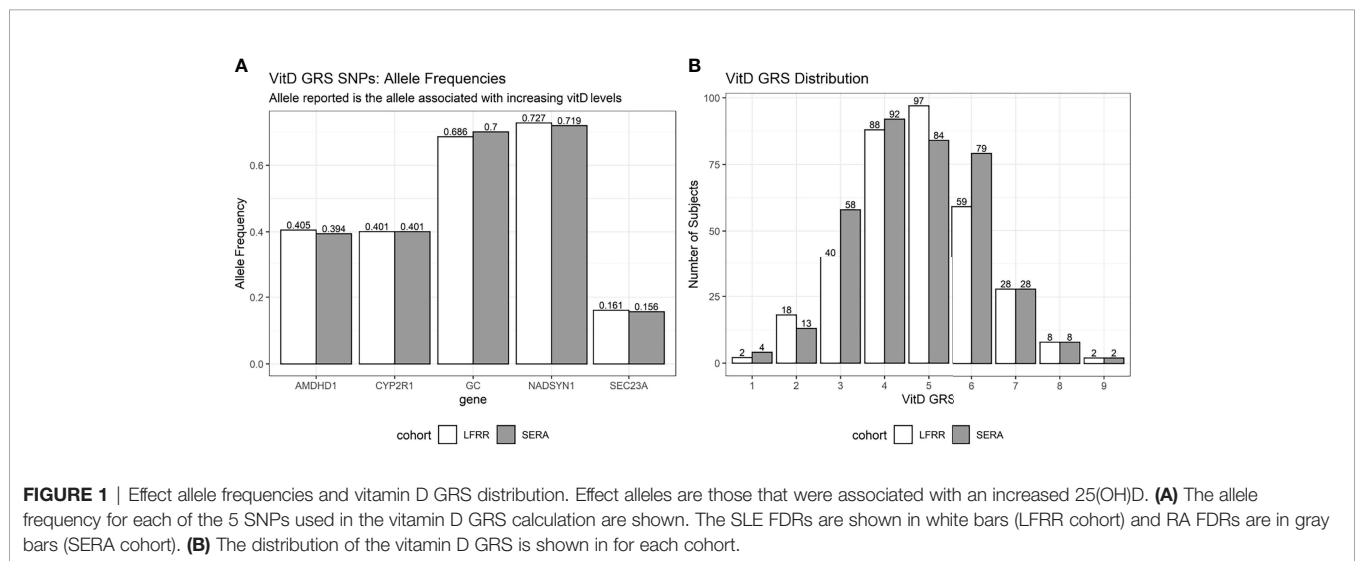 A
VitD GRS SNPs: Allele Frequencies
Allele reported is the allele associated with increasing vitD levels
Allele Frequency
0.6
0.4
0.2
0.0
0.405
0.394
0.401
0.401
0.686
0.7
0.727
0.719
0.161
0.156
AMDHD1 CYP2R1 GC NADSYN1 SEC23A
gene
cohort LFRR SERA
B
VitD GRS Distribution
Number of Subjects
100
75
50
25
0
2
4
18
13
40
58
88
92
97
84
59
79
28
28
8
8
2
2
1 2 3 4 5 6 7 8 9
VitD GRS
cohort LFRR SERA
FIGURE 1 | Effect allele frequencies and vitamin D GRS distribution. Effect alleles are those that were associated with an increased 25(OH)D. (A) The allele
frequency for each of the 5 SNPs used in the vitamin D GRS calculation are shown. The SLE FDRs are shown in white bars (LFRR cohort) and RA FDRs are in gray
bars (SERA cohort). (B) The distribution of the vitamin D GRS is shown in for each cohort.